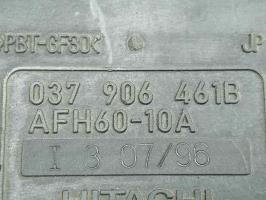 >PBT-GF30<
JP
037 906 461B
AFH60-10A
I 3 07/96
HITACHI